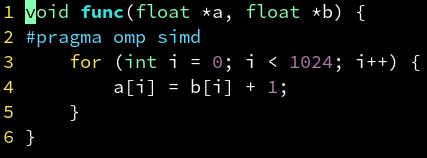 1 void func(float *a, float *b) {
2 #pragma omp simd
3     for (int i = 0; i < 1024; i++) {
4         a[i] = b[i] + 1;
5     }
6 }